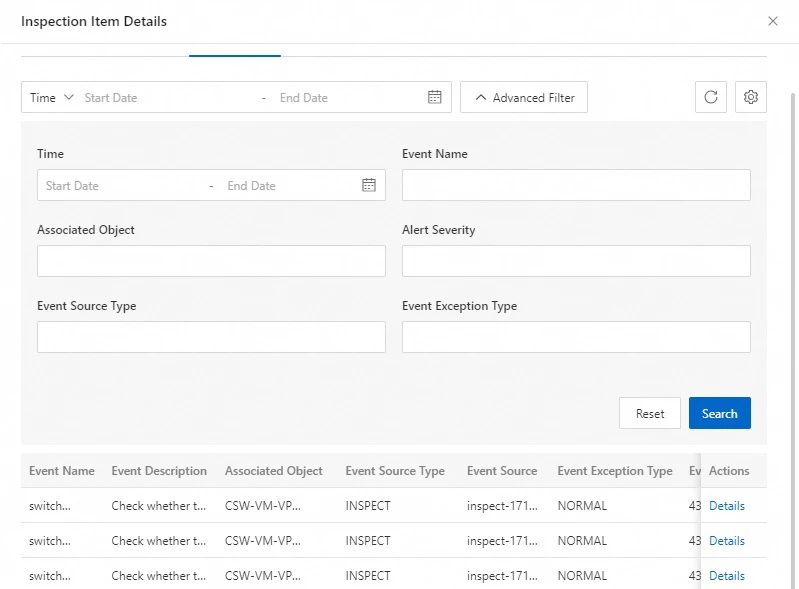 Inspection Item Details
Time Start Date - End Date Advanced Filter
Time Event Name
Start Date - End Date
Associated Object Alert Severity
Event Source Type Event Exception Type
Reset Search
Event Name Event Description Associated Object Event Source Type Event Source Event Exception Type Ev Actions
switch... Check whether t... CSW-VM-VP... INSPECT inspect-171... NORMAL 43 Details
switch... Check whether t... CSW-VM-VP... INSPECT inspect-171... NORMAL 43 Details
switch... Check whether t... CSW-VM-VP... INSPECT inspect-171... NORMAL 43 Details